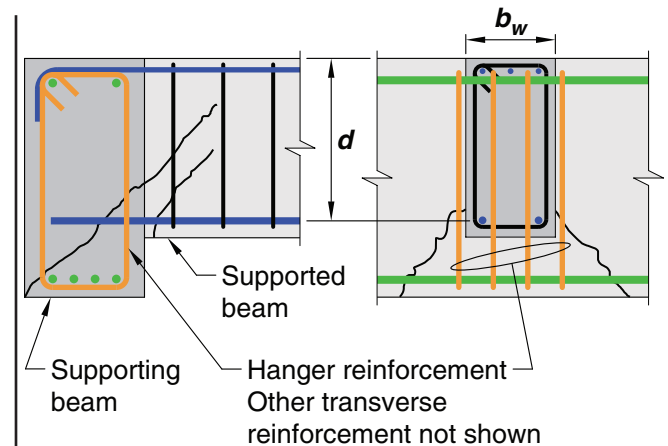 b_w
d
Supported
beam
Supporting
beam
Hanger reinforcement
Other transverse
reinforcement not shown